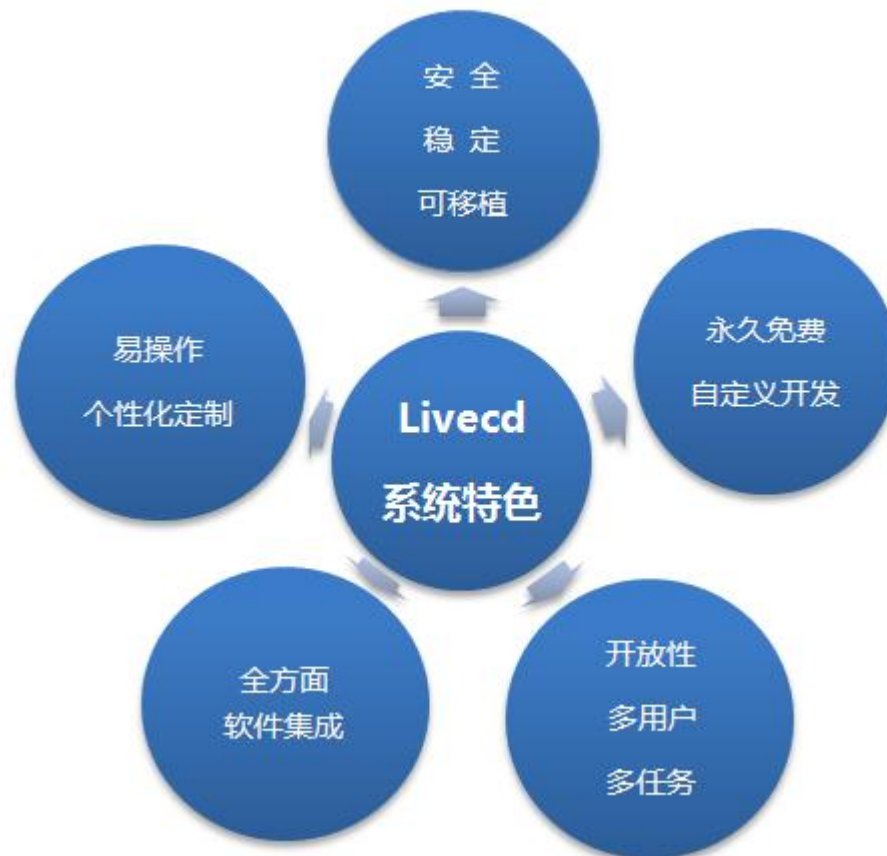 安 全
稳 定
可移植
永久免费
自定义开发
易操作
个性化定制
Livecd
系统特色
全方面
软件集成
开放性
多用户
多任务